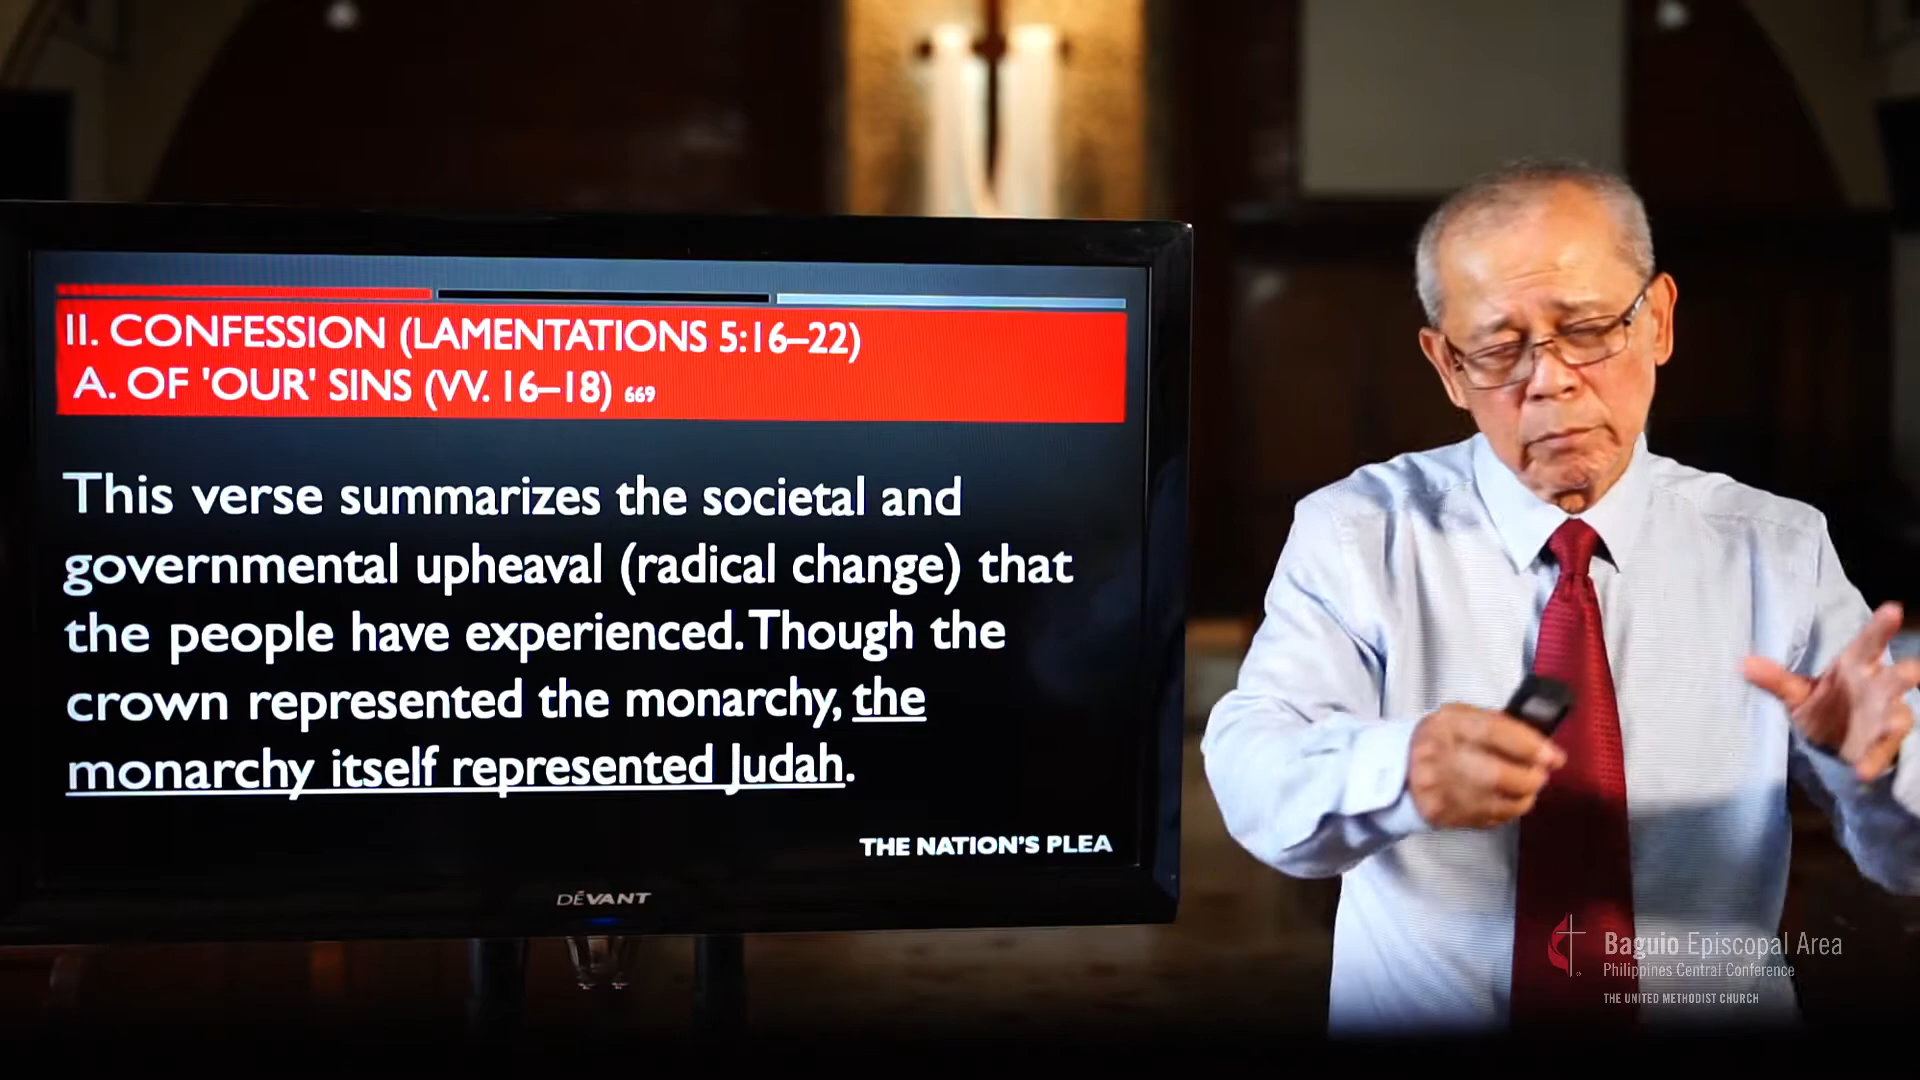 II. CONFESSION (LAMENTATIONS 5:16–22)
A. OF 'OUR' SINS (VV. 16–18) 669
This verse summarizes the societal and
governmental upheaval (radical change) that
the people have experienced. Though the
crown represented the monarchy, the
monarchy itself represented Judah.
THE NATION'S PLEA
DÉVANT
Baguio Episcopal Area
Philippines Central Conference
THE UNITED METHODIST CHURCH